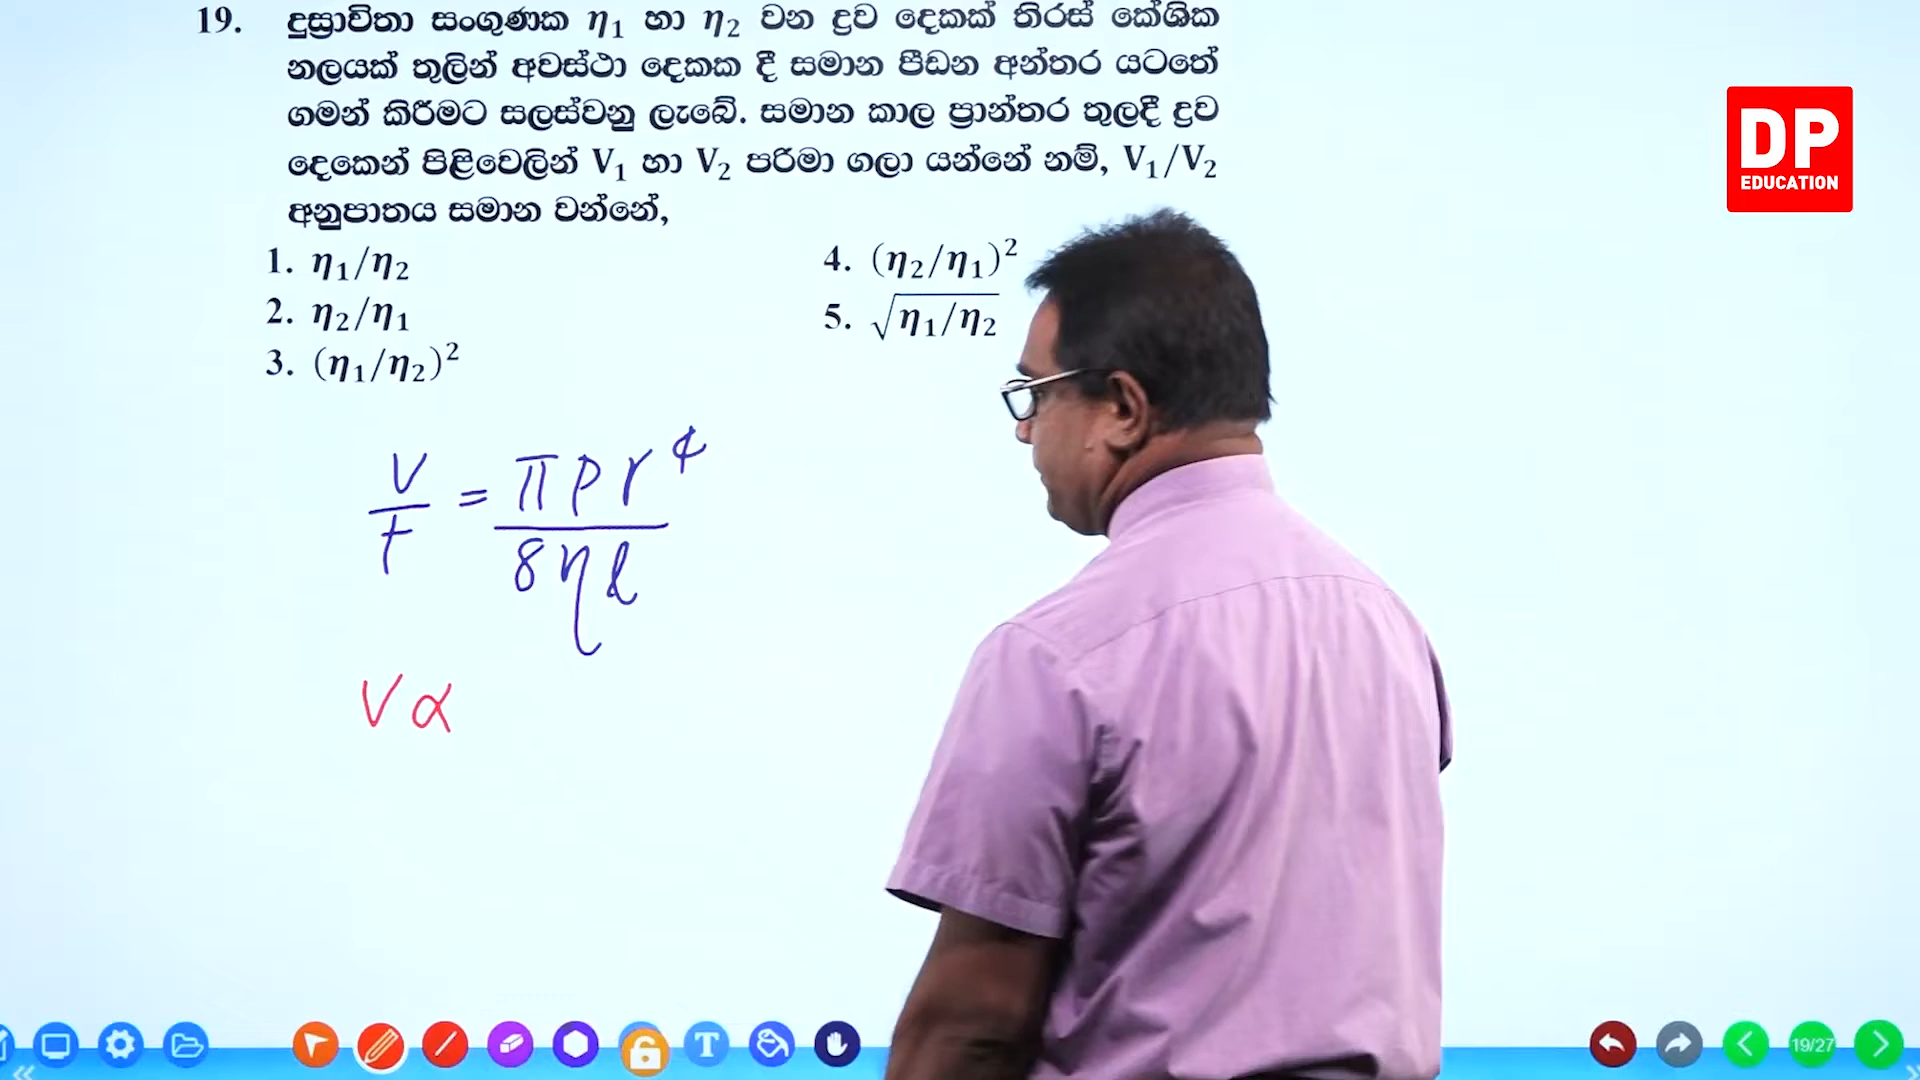 19. දුස්‍රාවිතා සංගුණක η₁ හා η₂ වන ද්‍රව දෙකක් තිරස් කේශික
නලයක් තුලින් අවස්ථා දෙකක දී සමාන පීඩන අන්තර යටතේ
ගමන් කිරීමට සලස්වනු ලැබේ. සමාන කාල ප්‍රාන්තර තුලදී ද්‍රව
දෙකෙන් පිළිවෙලින් V₁ හා V₂ පරිමා ගලා යන්නේ නම්, V₁/V₂
අනුපාතය සමාන වන්නේ,
1. η₁/η₂
2. η₂/η₁
3. (η₁/η₂)²
4. (η₂/η₁)²
5. √(η₁/η₂)
V/t = πpr⁴/8ηl
V α
DP
EDUCATION
T
19/27